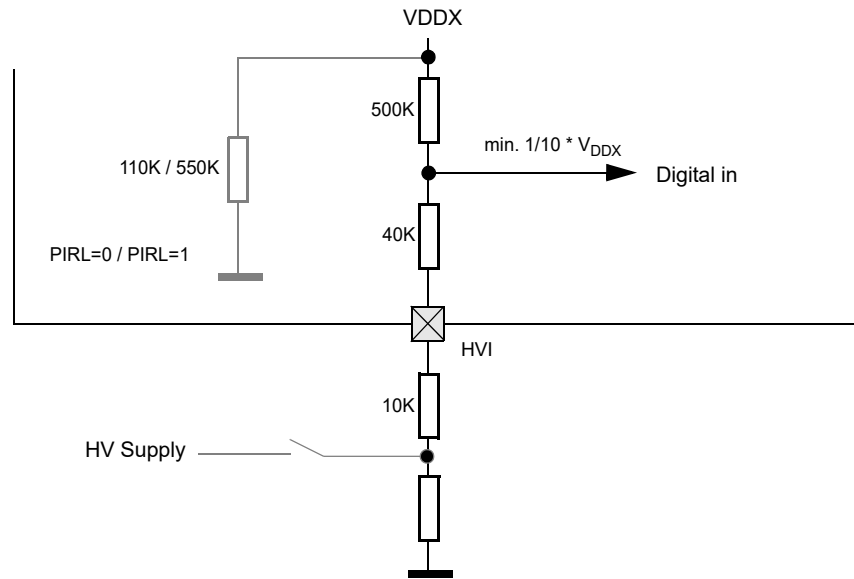 VDDX
500K
min. 1/10 * VDDX
110K / 550K
Digital in
40K
PIRL=0 / PIRL=1
HVI
10K
HV Supply